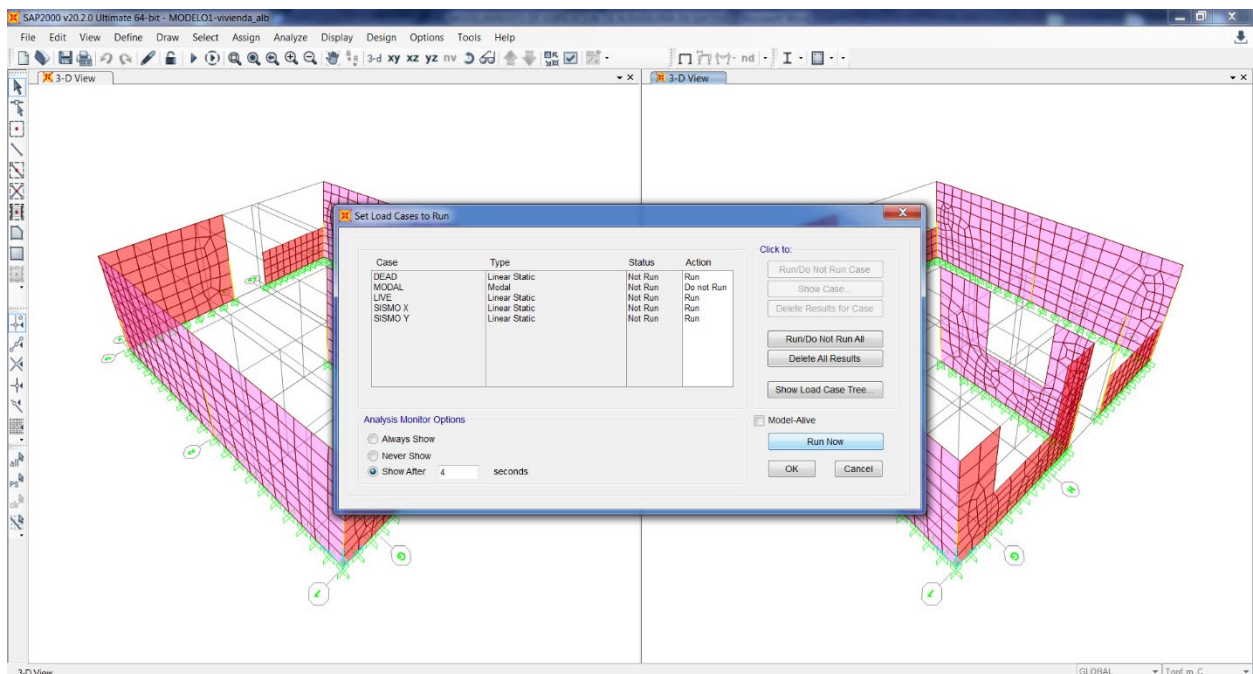 SAP2000 v20.2.0 Ultimate 64-bit - MODELO1-vivienda_alb
File Edit View Define Draw Select Assign Analyze Display Design Options Tools Help
3-d xy xz yz nv nd
3-D View
3-D View
Set Load Cases to Run
Case Type Status Action
DEAD Linear Static Not Run Run
MODAL Modal Not Run Do not Run
LIVE Linear Static Not Run Run
SISMO X Linear Static Not Run Run
SISMO Y Linear Static Not Run Run
Click to:
Run/Do Not Run Case
Show Case...
Delete Results for Case
Run/Do Not Run All
Delete All Results
Show Load Case Tree...
Analysis Monitor Options
Always Show
Never Show
Show After 4 seconds
Model-Alive
Run Now
OK Cancel
all
PS
clr
G
7
H
G
7
3-D View
GLOBAL Tonf, m, C